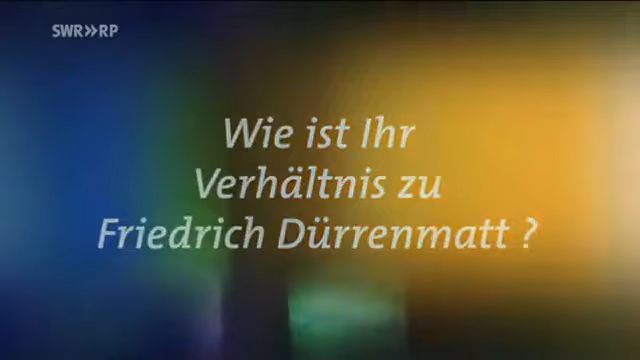 SWR»RP
Wie ist Ihr
Verhältnis zu
Friedrich Dürrenmatt ?